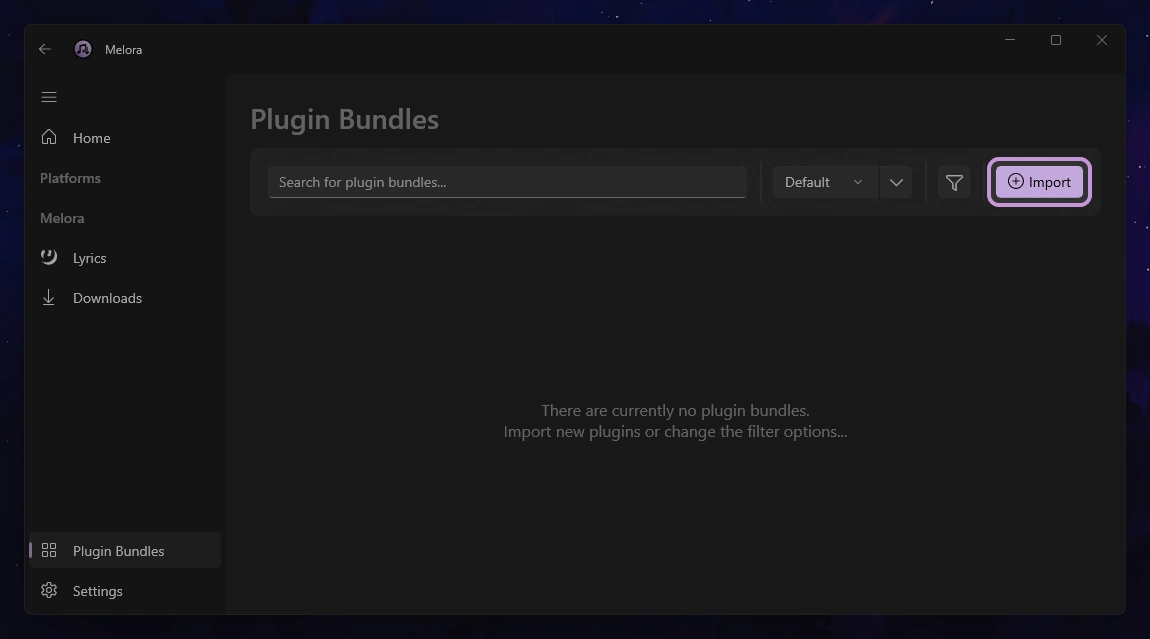 Melora
Home
Platforms
Melora
Lyrics
Downloads
Plugin Bundles
Settings
Plugin Bundles
Search for plugin bundles...
Default
Import
There are currently no plugin bundles.
Import new plugins or change the filter options...